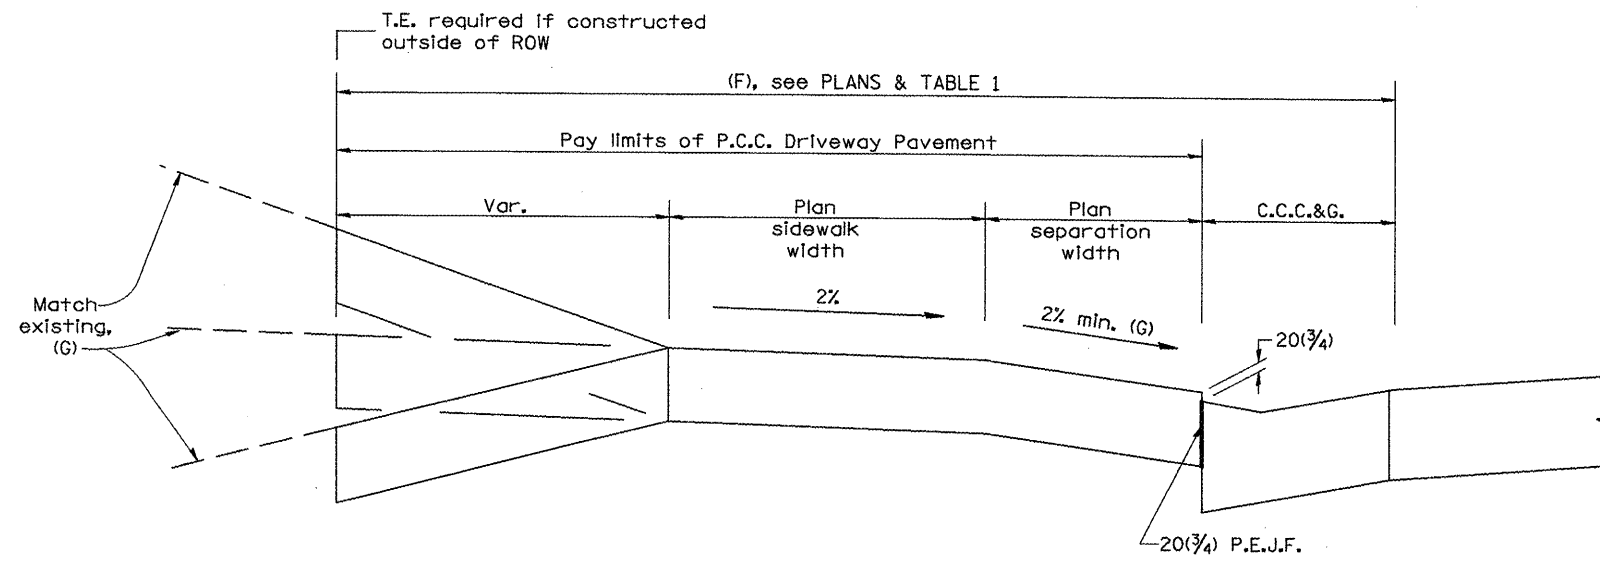 T.E. required if constructed
outside of ROW
(F), see PLANS & TABLE 1
Pay limits of P.C.C. Driveway Pavement
Var.
Plan
sidewalk
width
Plan
separation
width
C.C.C.&G.
2%
2% min. (G)
20(3/4)
Match
existing,
(G)
20(3/4) P.E.J.F.